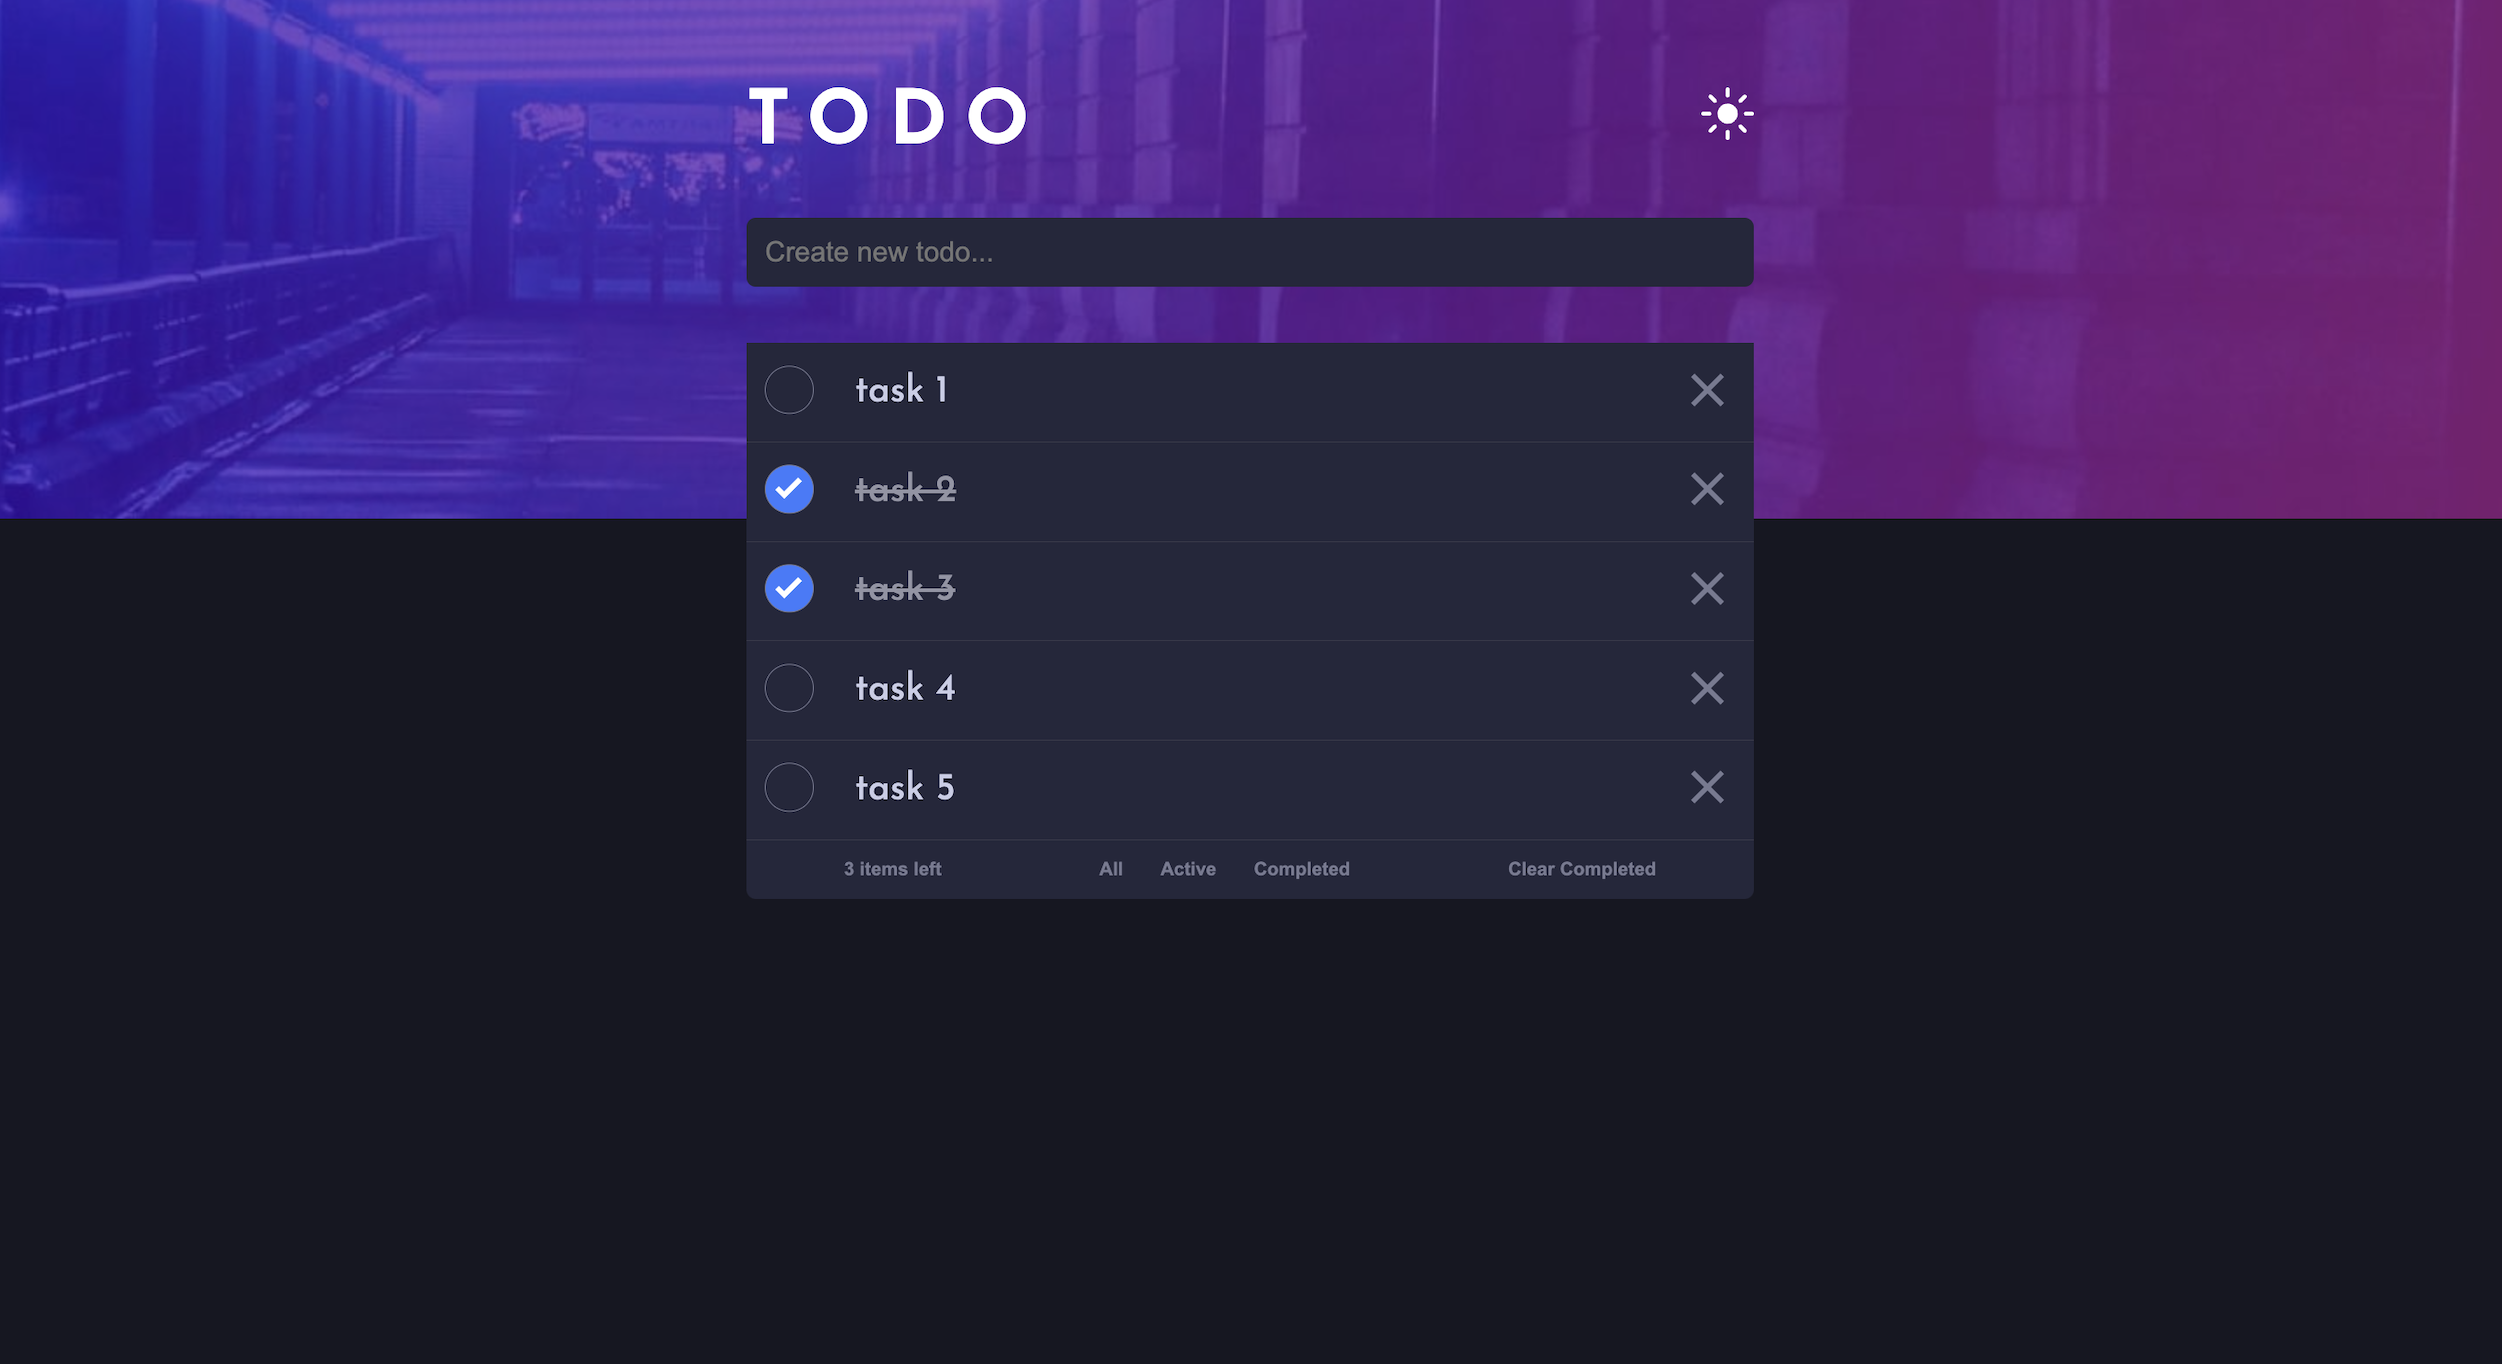 TODO
Create new todo...
task 1
task 2
task 3
task 4
task 5
3 items left All Active Completed Clear Completed